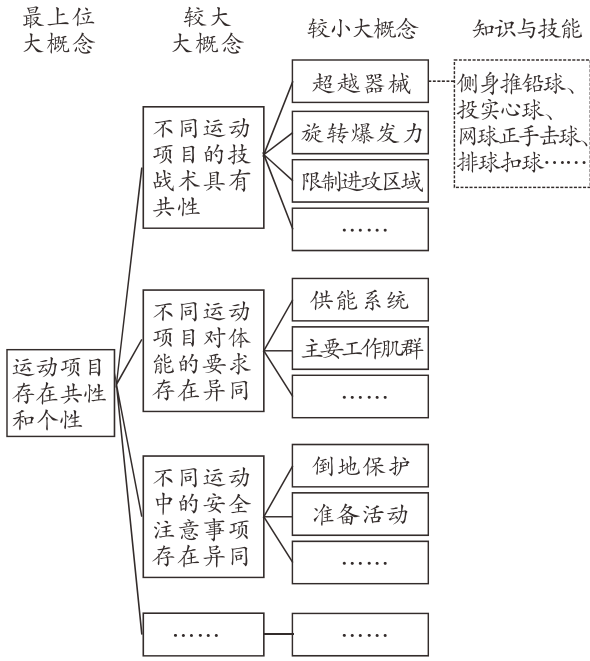 最上位
大概念
较大
大概念
较小大概念
知识与技能
运动项目
存在共性
和个性
不同运动
项目的技
战术具有
共性
超越器械
旋转爆发力
限制进攻区域
……
侧身推铅球、
投实心球、
网球正手击球、
排球扣球……
不同运动
项目对体
能的要求
存在异同
供能系统
主要工作肌群
……
不同运动
中的安全
注意事项
存在异同
倒地保护
准备活动
……
……
……